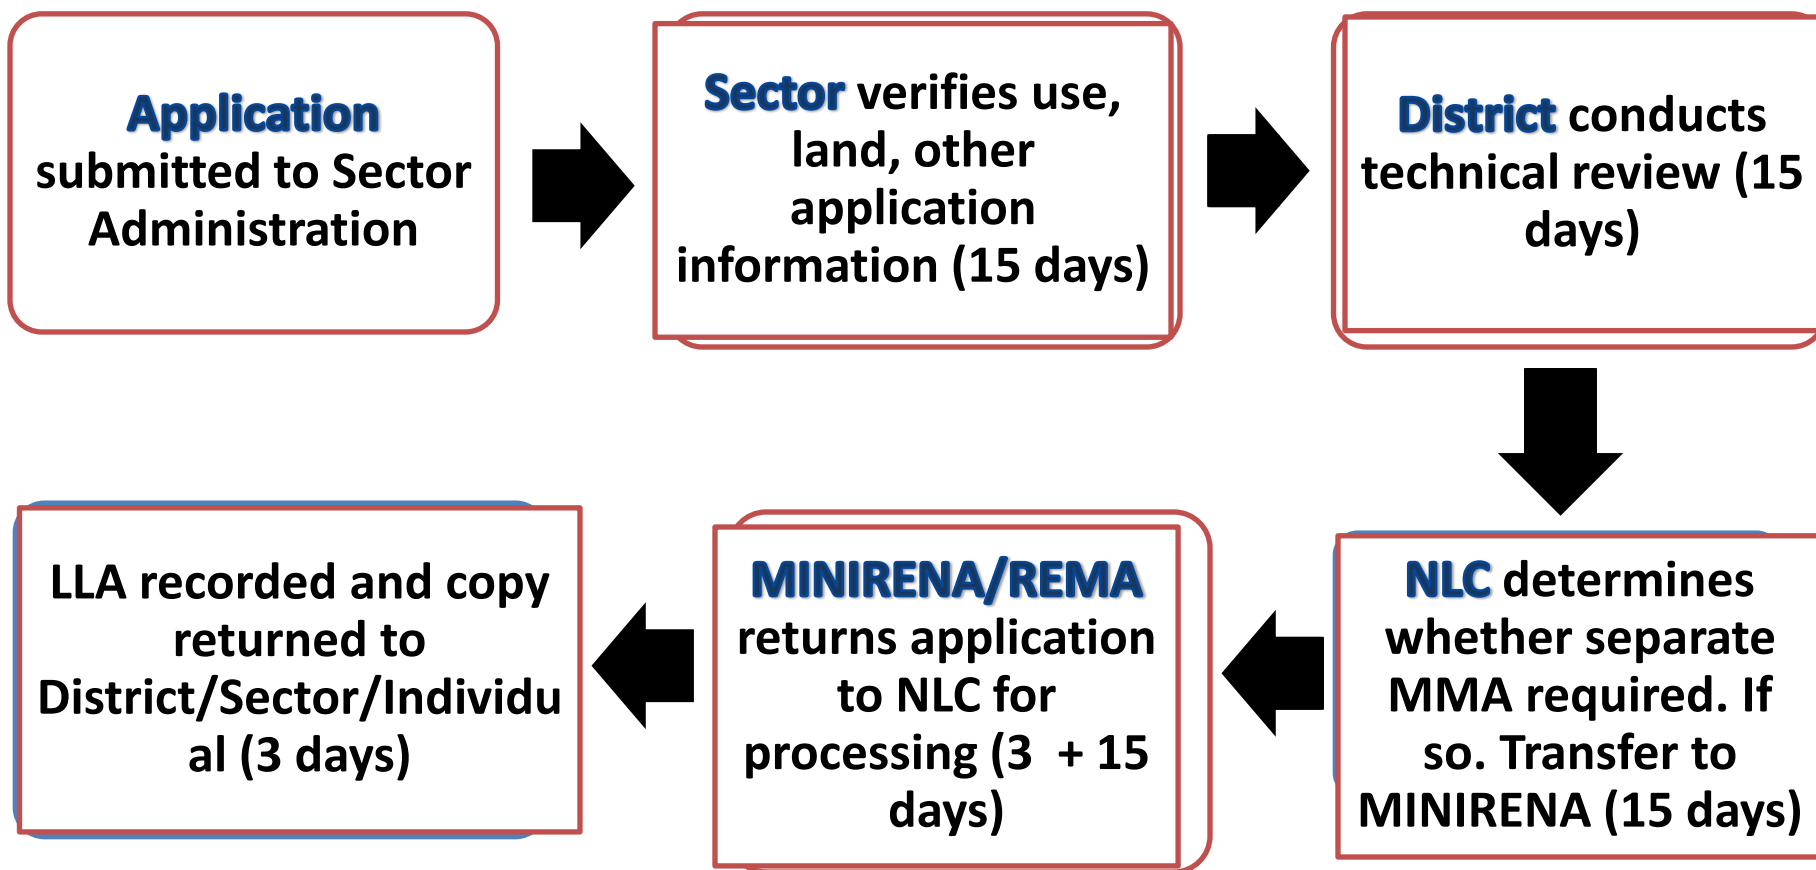 Application
submitted to Sector
Administration
Sector verifies use,
land, other
application
information (15 days)
District conducts
technical review (15
days)
NLC determines
whether separate
MMA required. If
so. Transfer to
MINIRENA (15 days)
MINIRENA/REMA
returns application
to NLC for
processing (3  + 15
days)
LLA recorded and copy
returned to
District/Sector/Individu
al (3 days)